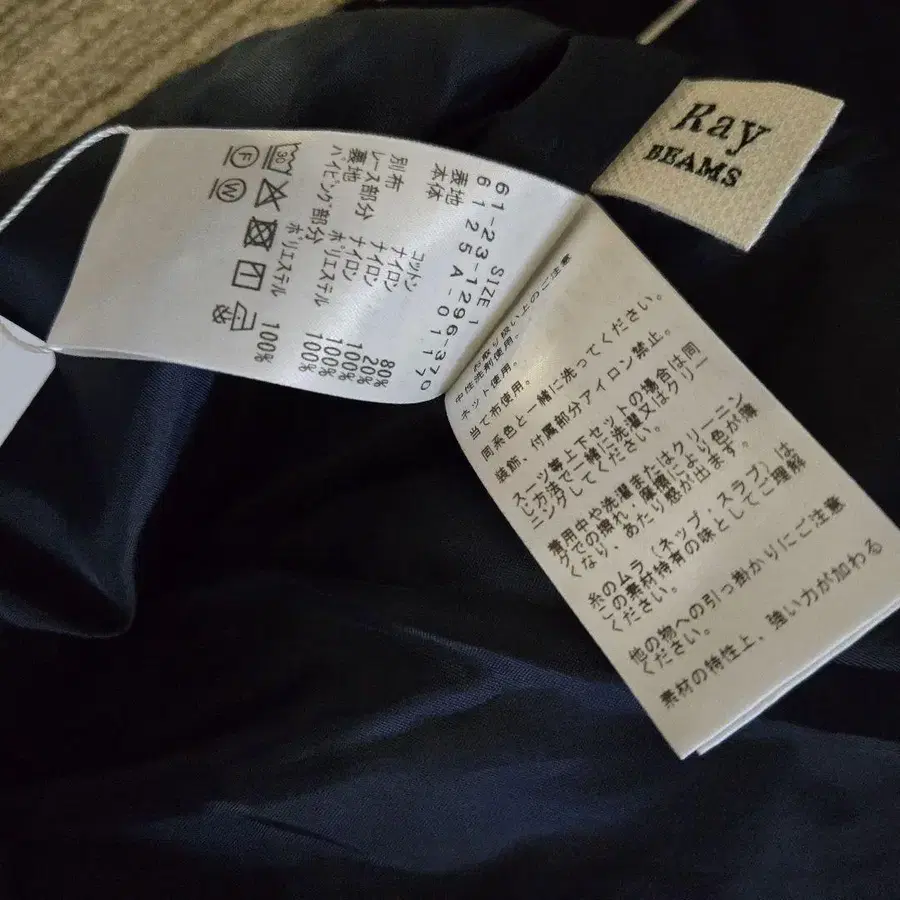 Ray
BEAMS
SIZE 1
61-23-1296-370
本体
表地
コットン 80%
ナイロン 20%
別布
レース部分 ナイロン 100%
裏地 ポリエステル 100%
パイピング部分
ポリエステル 100%
30
F
W
お取り扱い上のご注意
中性洗剤使用。
ネット使用。
当て布使用。
同系色と一緒に洗ってください。
装飾、付属部分アイロン禁止。
スーツ等上下セットの場合は同
じ方法で一緒に洗濯又はクリー
ニングしてください。
着用中や洗濯またはクリーニン
グでの擦れ・摩擦により色が薄
くなり、あたり感が出ます。
糸のムラ(ネップ・スラブ)は
この素材特有の味としてご理解
ください。
他の物への引っ掛かりにご注意
ください。
素材の特性上、強い力が加わる